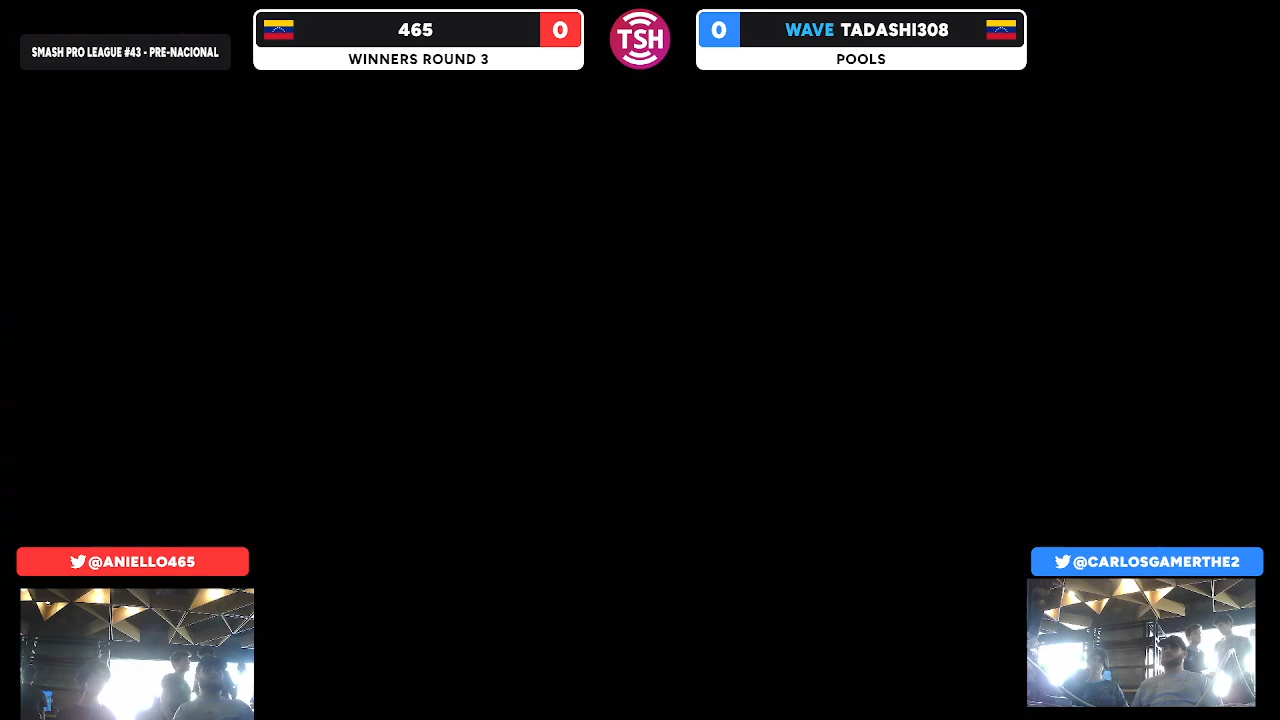 SMASH PRO LEAGUE #43 - PRE-NACIONAL
465 0
WINNERS ROUND 3
TSH
0 WAVE TADASHI308
POOLS
@ANIELLO465
@CARLOSGAMERTHE2